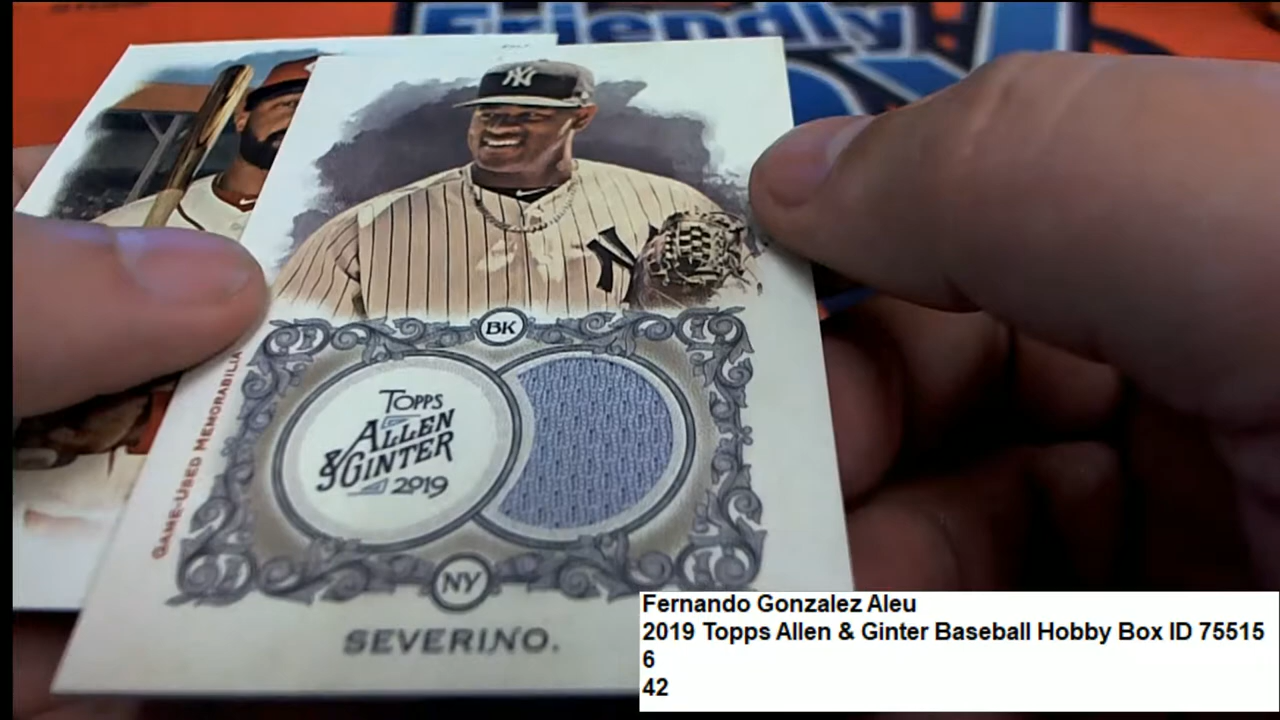 Friendly
NY
NY
BK
TOPPS
ALLEN
& GINTER
2019
GAME-USED MEMORABILIA
NY
SEVERINO.
Fernando Gonzalez Aleu
2019 Topps Allen & Ginter Baseball Hobby Box ID 75515
6
42